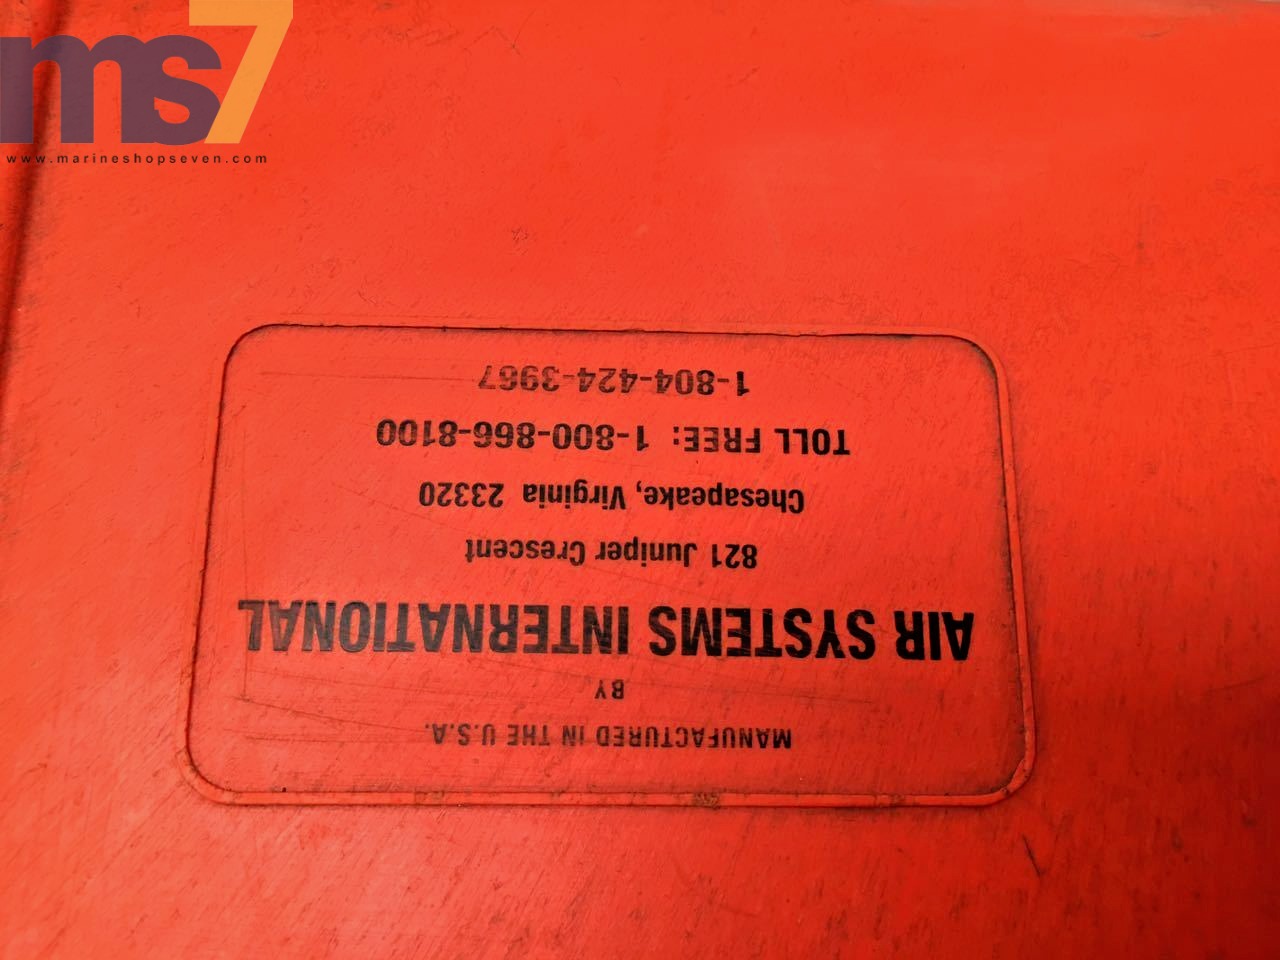 ms7
www.marineshopseven.com
MANUFACTURED IN THE U.S.A.
BY
AIR SYSTEMS INTERNATIONAL
821 Juniper Crescent
Chesapeake, Virginia 23320
TOLL FREE: 1-800-866-8100
1-804-424-3967